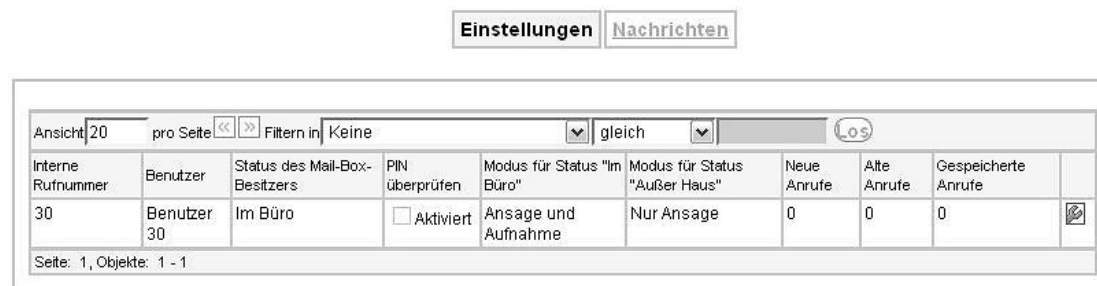 Einstellungen Nachrichten
Ansicht 20 pro Seite << >> Filtern in Keine gleich Los
Interne Rufnummer Benutzer Status des Mail-Box-Besitzers PIN überprüfen Modus für Status "Im Büro" Modus für Status "Außer Haus" Neue Anrufe Alte Anrufe Gespeicherte Anrufe
30 Benutzer 30 Im Büro Aktiviert Ansage und Aufnahme Nur Ansage 0 0 0
Seite: 1, Objekte: 1 - 1